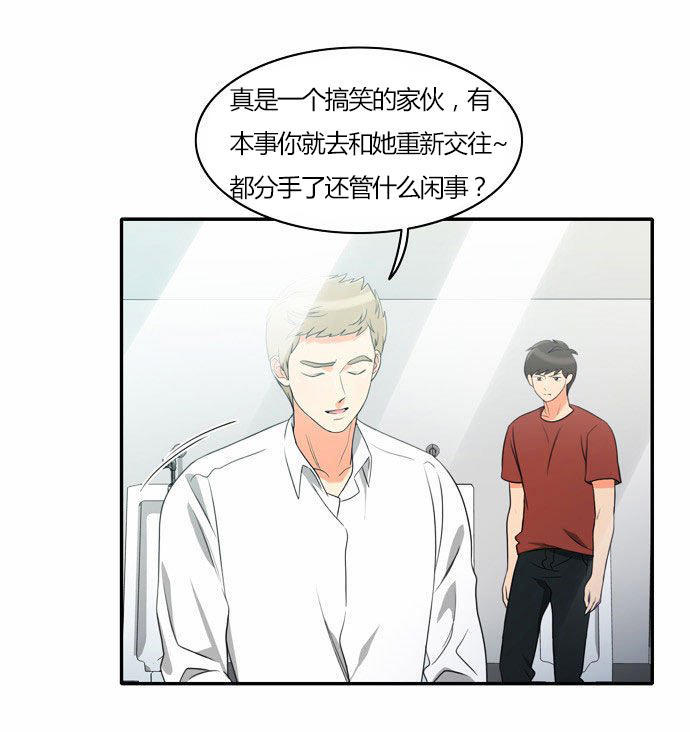 真是一个搞笑的家伙，有
本事你就去和她重新交往~
都分手了还管什么闲事？